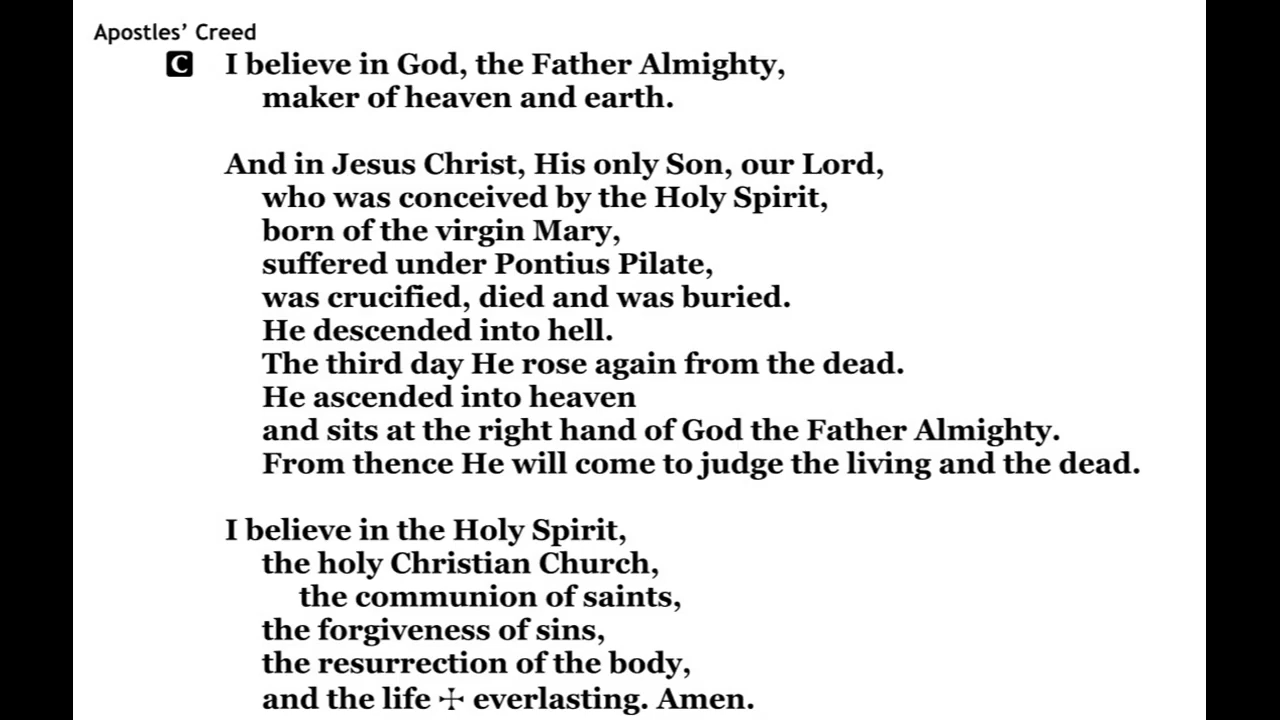 Apostles’ Creed
C I believe in God, the Father Almighty,
maker of heaven and earth.
And in Jesus Christ, His only Son, our Lord,
who was conceived by the Holy Spirit,
born of the virgin Mary,
suffered under Pontius Pilate,
was crucified, died and was buried.
He descended into hell.
The third day He rose again from the dead.
He ascended into heaven
and sits at the right hand of God the Father Almighty.
From thence He will come to judge the living and the dead.
I believe in the Holy Spirit,
the holy Christian Church,
the communion of saints,
the forgiveness of sins,
the resurrection of the body,
and the life ☩ everlasting. Amen.